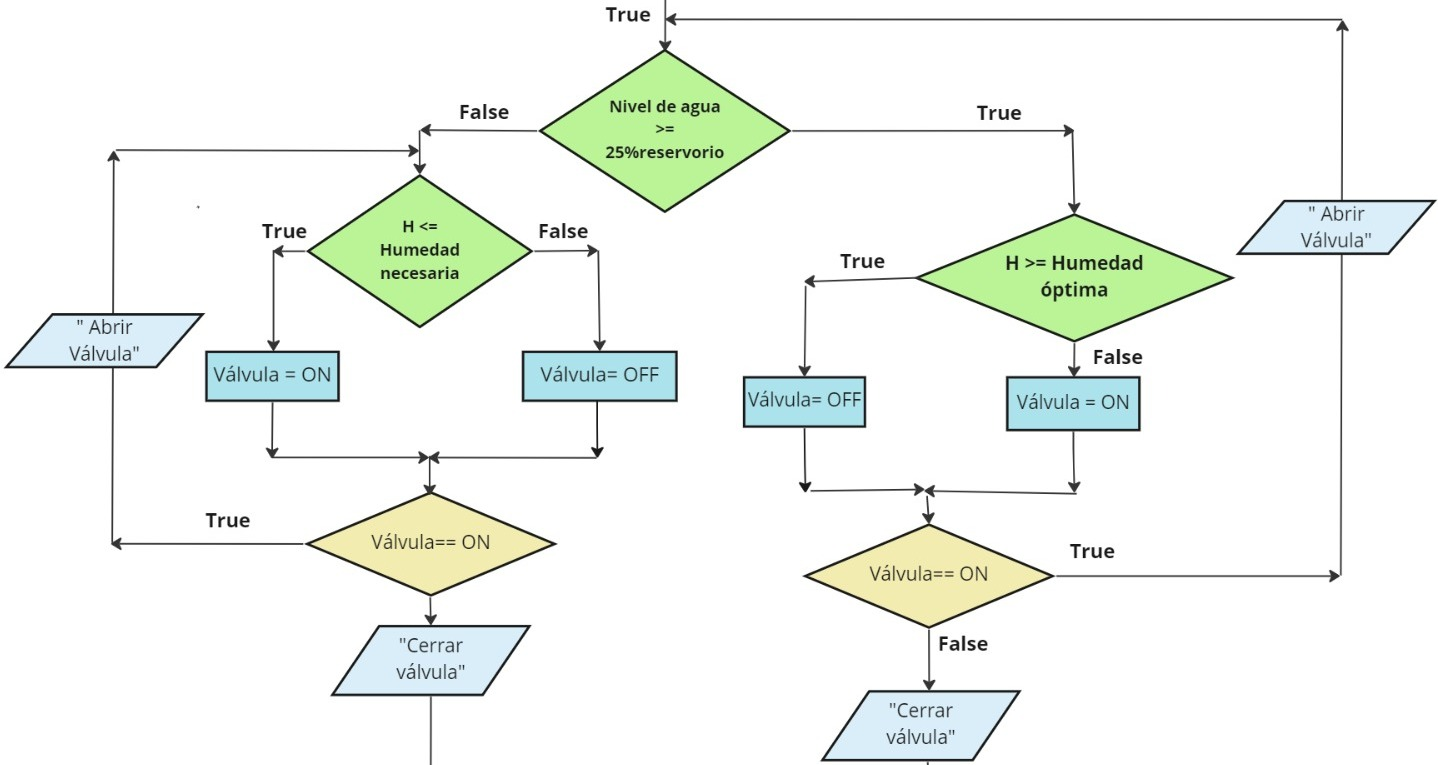 True
False
Nivel de agua
>=
25%reservorio
True
True
H <=
Humedad
necesaria
False
" Abrir
Válvula"
True
H >= Humedad
óptima
" Abrir
Válvula"
Válvula = ON
Válvula= OFF
False
Válvula= OFF
Válvula = ON
True
Válvula== ON
Válvula== ON
True
"Cerrar
válvula"
False
"Cerrar
válvula"